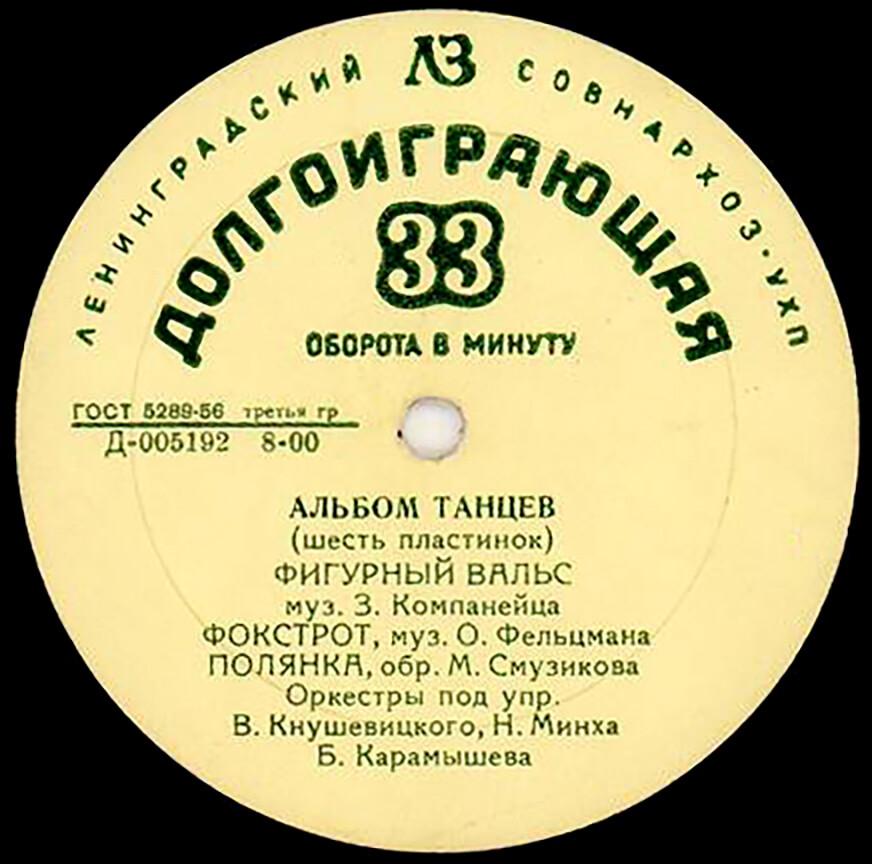 ЛЕНИНГРАДСКИЙ ЛЗ СОВНАРХОЗ·УХП
ДОЛГОИГРАЮЩАЯ
33
ОБОРОТА В МИНУТУ
ГОСТ 5289-56 третья гр
Д-005192 8-00
АЛЬБОМ ТАНЦЕВ
(шесть пластинок)
ФИГУРНЫЙ ВАЛЬС
муз. З. Компанейца
ФОКСТРОТ, муз. О. Фельцмана
ПОЛЯНКА, обр. М. Смузикова
Оркестры под упр.
В. Кнушевицкого, Н. Минха
Б. Карамышева